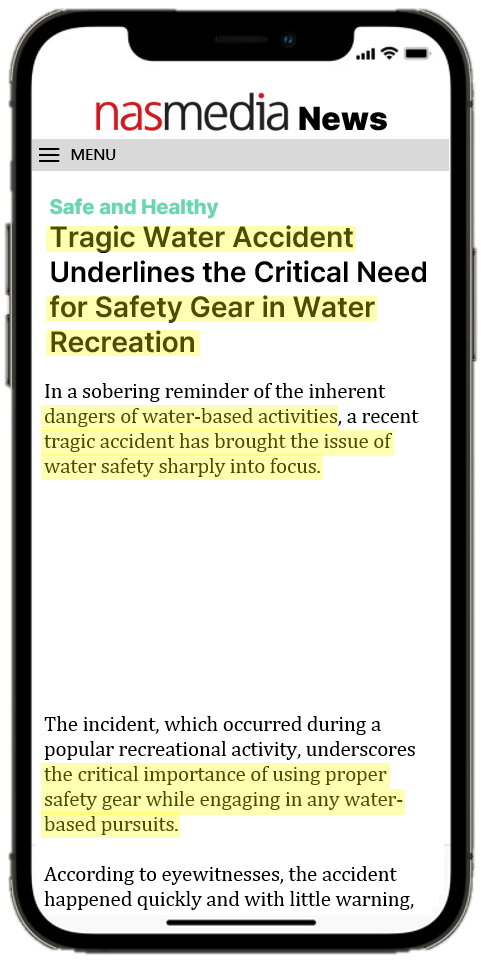 nasmedia News
MENU
Safe and Healthy
Tragic Water Accident
Underlines the Critical Need
for Safety Gear in Water
Recreation
In a sobering reminder of the inherent
dangers of water-based activities, a recent
tragic accident has brought the issue of
water safety sharply into focus.
The incident, which occurred during a
popular recreational activity, underscores
the critical importance of using proper
safety gear while engaging in any water-
based pursuits.
According to eyewitnesses, the accident
happened quickly and with little warning,